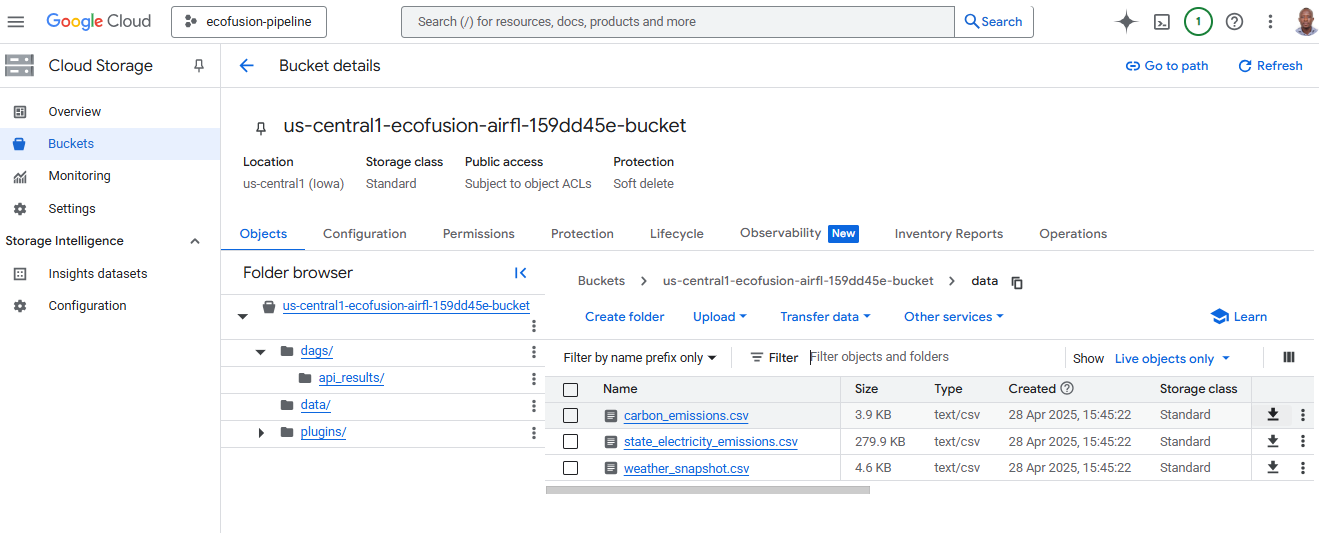 Google Cloud
ecofusion-pipeline
Search (/) for resources, docs, products and more
Search
1
Cloud Storage
Bucket details
Go to path
Refresh
Overview
Buckets
Monitoring
Settings
Storage Intelligence
Insights datasets
Configuration
us-central1-ecofusion-airfl-159dd45e-bucket
Location Storage class Public access Protection
us-central1 (Iowa) Standard Subject to object ACLs Soft delete
Objects Configuration Permissions Protection Lifecycle Observability New Inventory Reports Operations
Folder browser
us-central1-ecofusion-airfl-159dd45e-bucket
dags/
api_results/
data/
plugins/
Buckets us-central1-ecofusion-airfl-159dd45e-bucket data
Create folder Upload Transfer data Other services Learn
Filter by name prefix only Filter Filter objects and folders Show Live objects only
Name Size Type Created Storage class
carbon_emissions.csv 3.9 KB text/csv 28 Apr 2025, 15:45:22 Standard
state_electricity_emissions.csv 279.9 KB text/csv 28 Apr 2025, 15:45:22 Standard
weather_snapshot.csv 4.6 KB text/csv 28 Apr 2025, 15:45:22 Standard